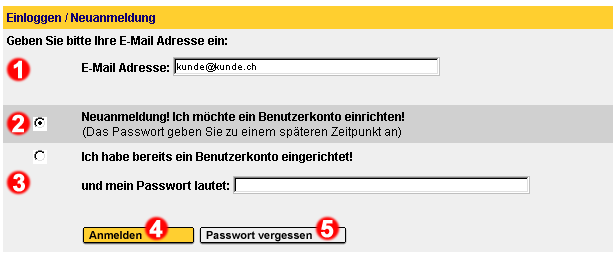 Einloggen / Neuanmeldung
Geben Sie bitte Ihre E-Mail Adresse ein:
1 E-Mail Adresse: kunde@kunde.ch
2 Neuanmeldung! Ich möchte ein Benutzerkonto einrichten!
(Das Passwort geben Sie zu einem späteren Zeitpunkt an)
Ich habe bereits ein Benutzerkonto eingerichtet!
3 und mein Passwort lautet:
Anmelden 4 Passwort vergessen 5